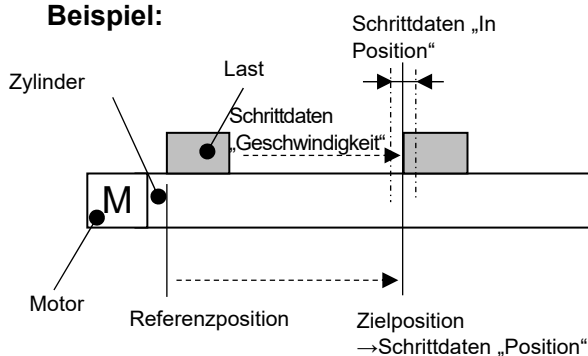 Beispiel:
Schrittdaten „In
Position“
Last
Zylinder
Schrittdaten
„Geschwindigkeit“
M
Motor
Referenzposition
Zielposition
→Schrittdaten „Position“